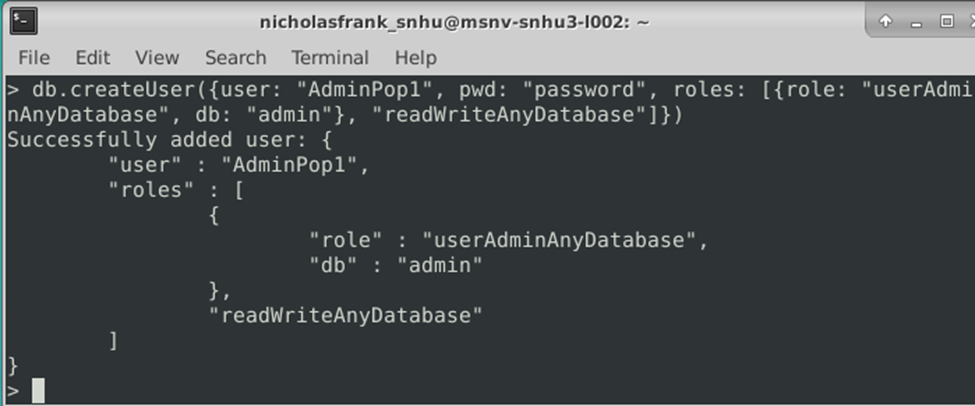 nicholasfrank_snhu@msnv-snhu3-l002: ~
File Edit View Search Terminal Help
> db.createUser({user: "AdminPop1", pwd: "password", roles: [{role: "userAdmi
nAnyDatabase", db: "admin"}, "readWriteAnyDatabase"]})
Successfully added user: {
        "user" : "AdminPop1",
        "roles" : [
                {
                        "role" : "userAdminAnyDatabase",
                        "db" : "admin"
                },
                "readWriteAnyDatabase"
        ]
}
>